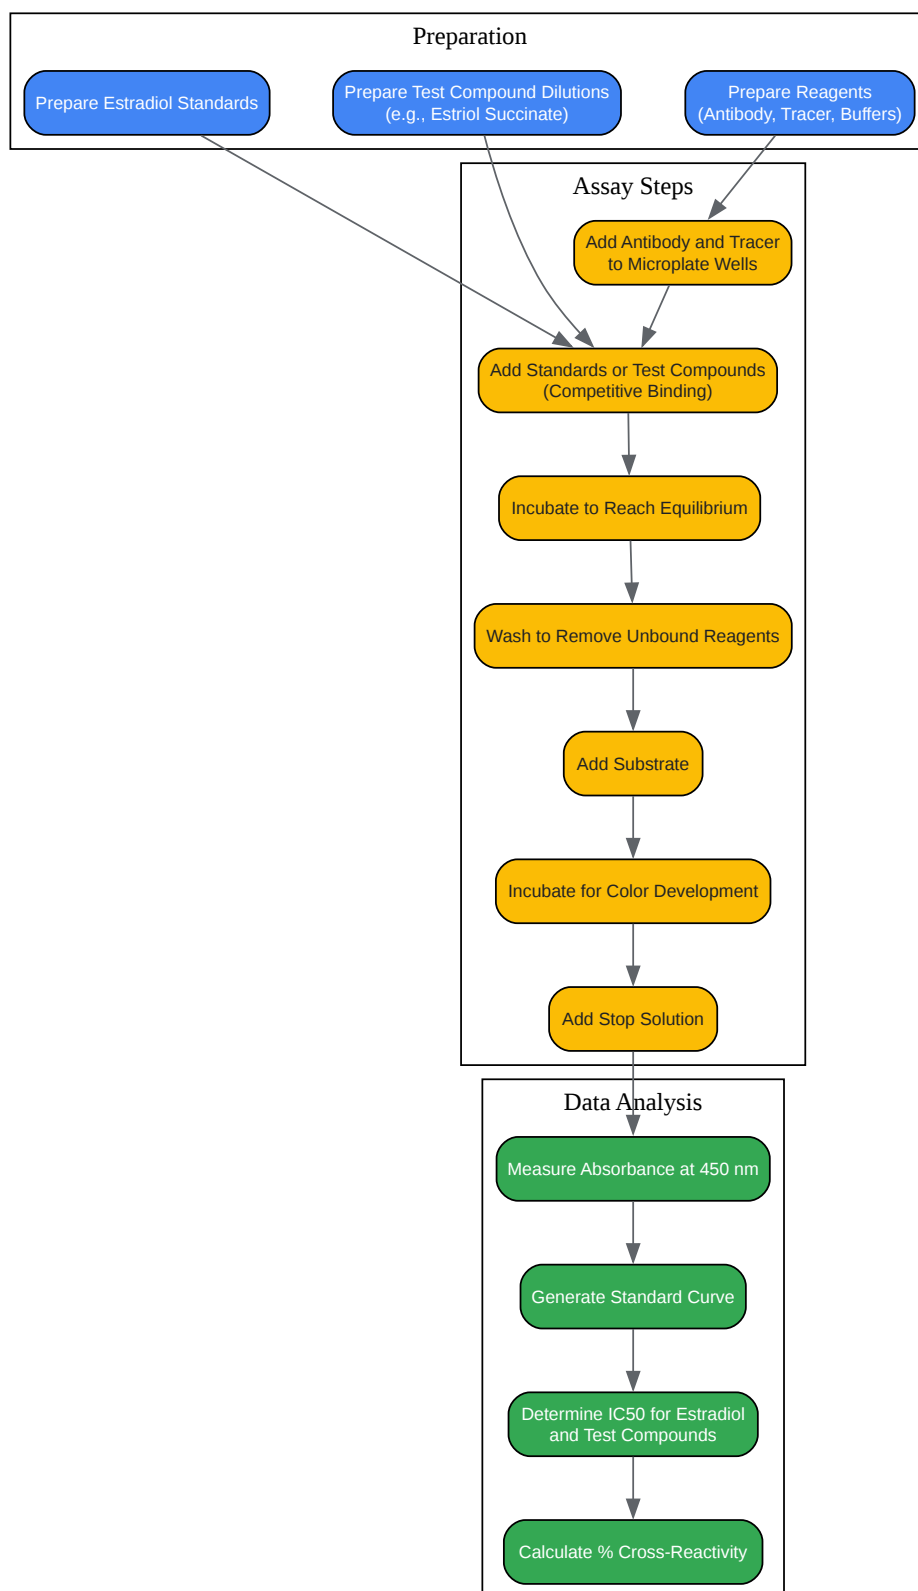 Preparation
Prepare Estradiol Standards
Prepare Test Compound Dilutions
(e.g., Estriol Succinate)
Prepare Reagents
(Antibody, Tracer, Buffers)
Assay Steps
Add Antibody and Tracer
to Microplate Wells
Add Standards or Test Compounds
(Competitive Binding)
Incubate to Reach Equilibrium
Wash to Remove Unbound Reagents
Add Substrate
Incubate for Color Development
Add Stop Solution
Data Analysis
Measure Absorbance at 450 nm
Generate Standard Curve
Determine IC50 for Estradiol
and Test Compounds
Calculate % Cross-Reactivity